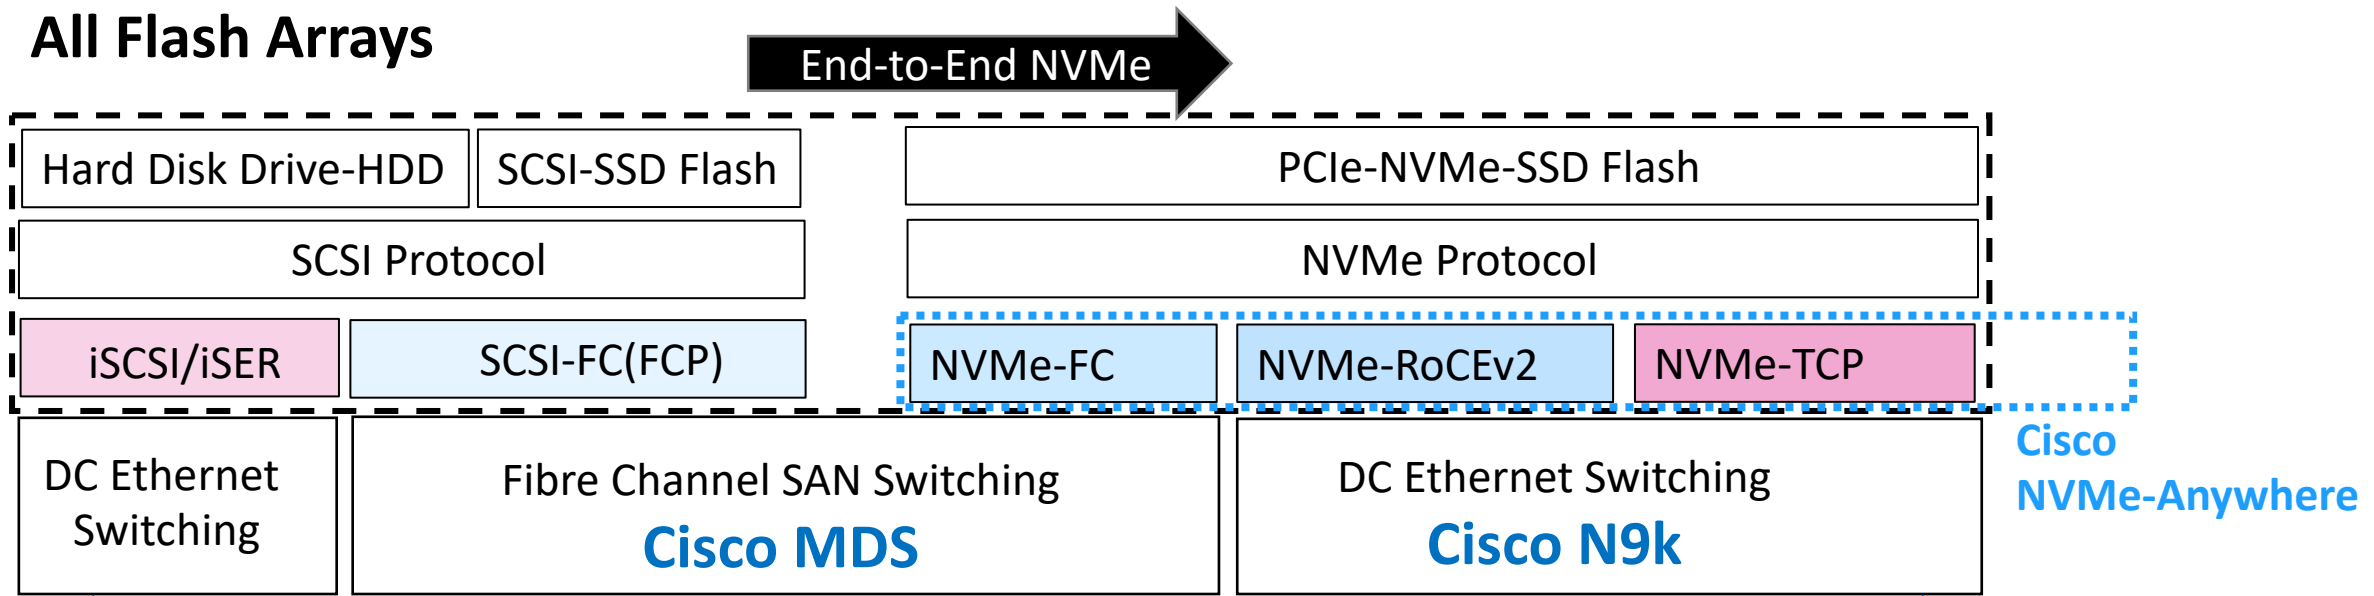 All Flash Arrays
End-to-End NVMe
Hard Disk Drive-HDD
SCSI-SSD Flash
PCIe-NVMe-SSD Flash
SCSI Protocol
NVMe Protocol
iSCSI/iSER
SCSI-FC(FCP)
NVMe-FC
NVMe-RoCEv2
NVMe-TCP
DC Ethernet
Switching
Fibre Channel SAN Switching
Cisco MDS
DC Ethernet Switching
Cisco N9k
Cisco
NVMe-Anywhere